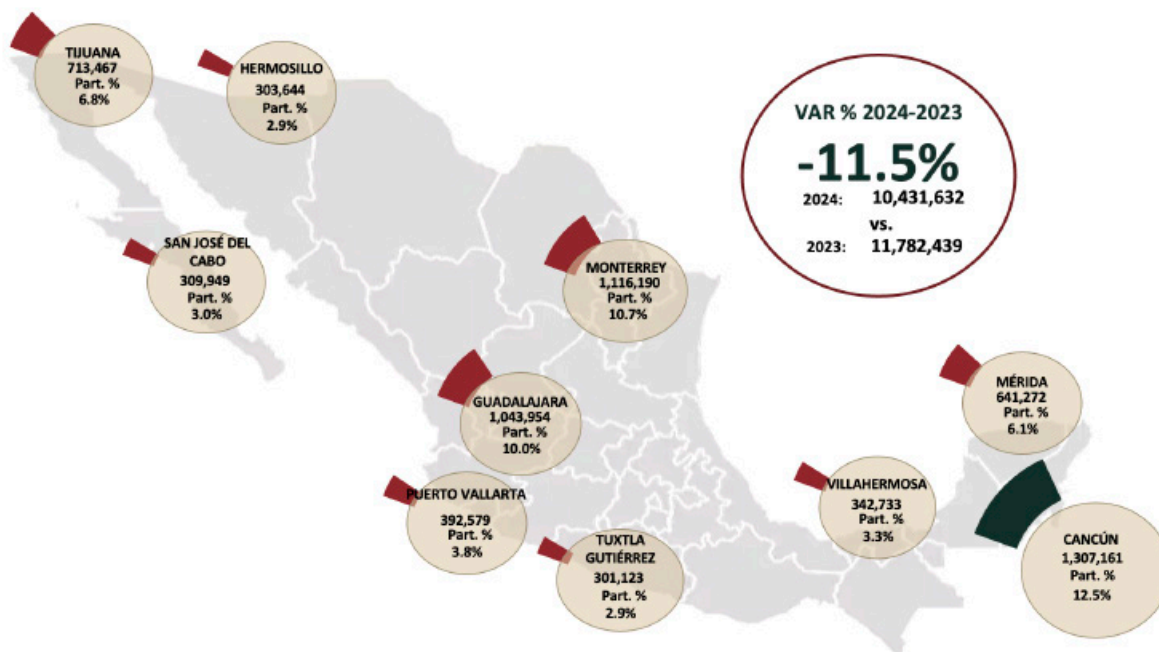 TIJUANA
713,467
Part. %
6.8%
HERMOSILLO
303,644
Part. %
2.9%
VAR % 2024-2023
-11.5%
2024: 10,431,632
vs.
2023: 11,782,439
SAN JOSÉ DEL
CABO
309,949
Part. %
3.0%
MONTERREY
1,116,190
Part. %
10.7%
GUADALAJARA
1,043,954
Part. %
10.0%
MÉRIDA
641,272
Part. %
6.1%
PUERTO VALLARTA
392,579
Part. %
3.8%
TUXTLA
GUTIÉRREZ
301,123
Part. %
2.9%
VILLAHERMOSA
342,733
Part. %
3.3%
CANCÚN
1,307,161
Part. %
12.5%